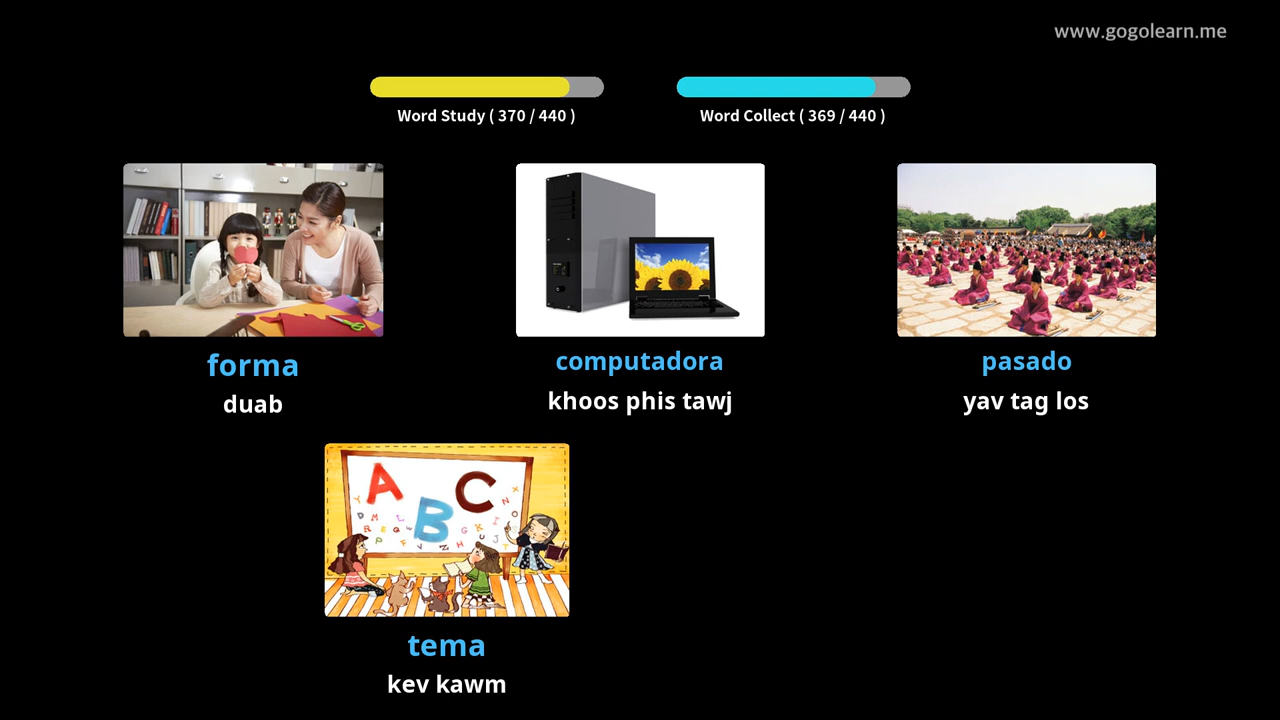 www.gogolearn.me
Word Study ( 370 / 440 )
Word Collect ( 369 / 440 )
forma
duab
computadora
khoos phis tawj
pasado
yav tag los
A B C
tema
kev kawm